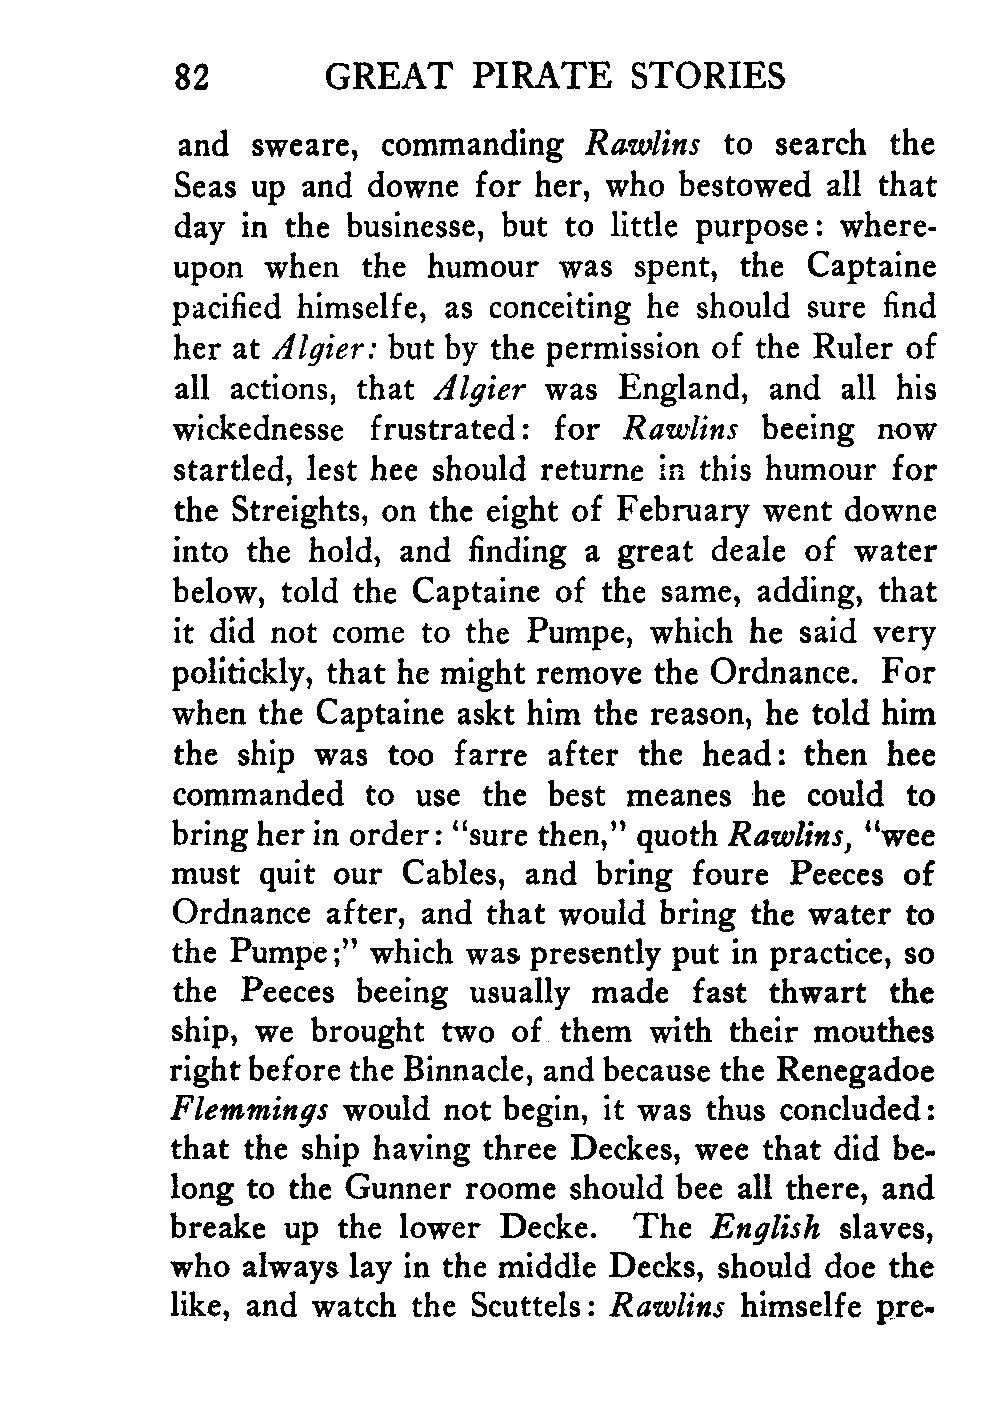 82 GREAT PIRATE STORIES
and sweare, commanding Rawlins to search the
Seas up and downe for her, who bestowed all that
day in the businesse, but to little purpose: where-
upon when the humour was spent, the Captaine
pacified himselfe, as conceiting he should sure find
her at Algier: but by the permission of the Ruler of
all actions, that Algier was England, and all his
wickednesse frustrated: for Rawlins beeing now
startled, lest hee should returne in this humour for
the Streights, on the eight of February went downe
into the hold, and finding a great deale of water
below, told the Captaine of the same, adding, that
it did not come to the Pumpe, which he said very
politickly, that he might remove the Ordnance. For
when the Captaine askt him the reason, he told him
the ship was too farre after the head: then hee
commanded to use the best meanes he could to
bring her in order: "sure then," quoth Rawlins, "wee
must quit our Cables, and bring foure Peeces of
Ordnance after, and that would bring the water to
the Pumpe;" which was presently put in practice, so
the Peeces beeing usually made fast thwart the
ship, we brought two of them with their mouthes
right before the Binnacle, and because the Renegadoe
Flemmings would not begin, it was thus concluded:
that the ship having three Deckes, wee that did be-
long to the Gunner roome should bee all there, and
breake up the lower Decke. The English slaves,
who always lay in the middle Decks, should doe the
like, and watch the Scuttels: Rawlins himselfe pre-